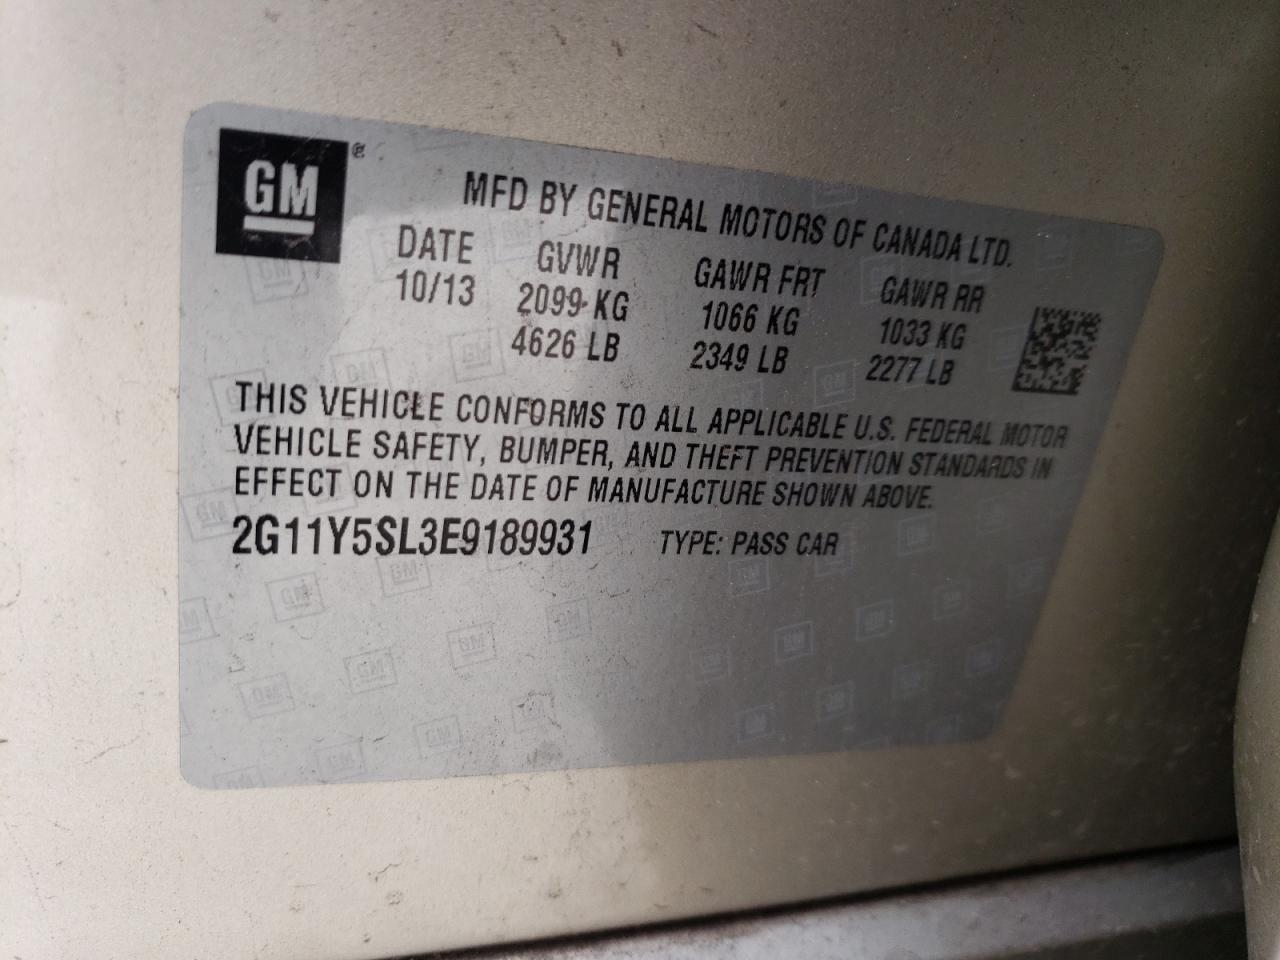 GM ®
MFD BY GENERAL MOTORS OF CANADA LTD.
DATE GVWR GAWR FRT GAWR RR
10/13 2099 KG 1066 KG 1033 KG
4626 LB 2349 LB 2277 LB
THIS VEHICLE CONFORMS TO ALL APPLICABLE U.S. FEDERAL MOTOR
VEHICLE SAFETY, BUMPER, AND THEFT PREVENTION STANDARDS IN
EFFECT ON THE DATE OF MANUFACTURE SHOWN ABOVE.
2G11Y5SL3E9189931 TYPE: PASS CAR